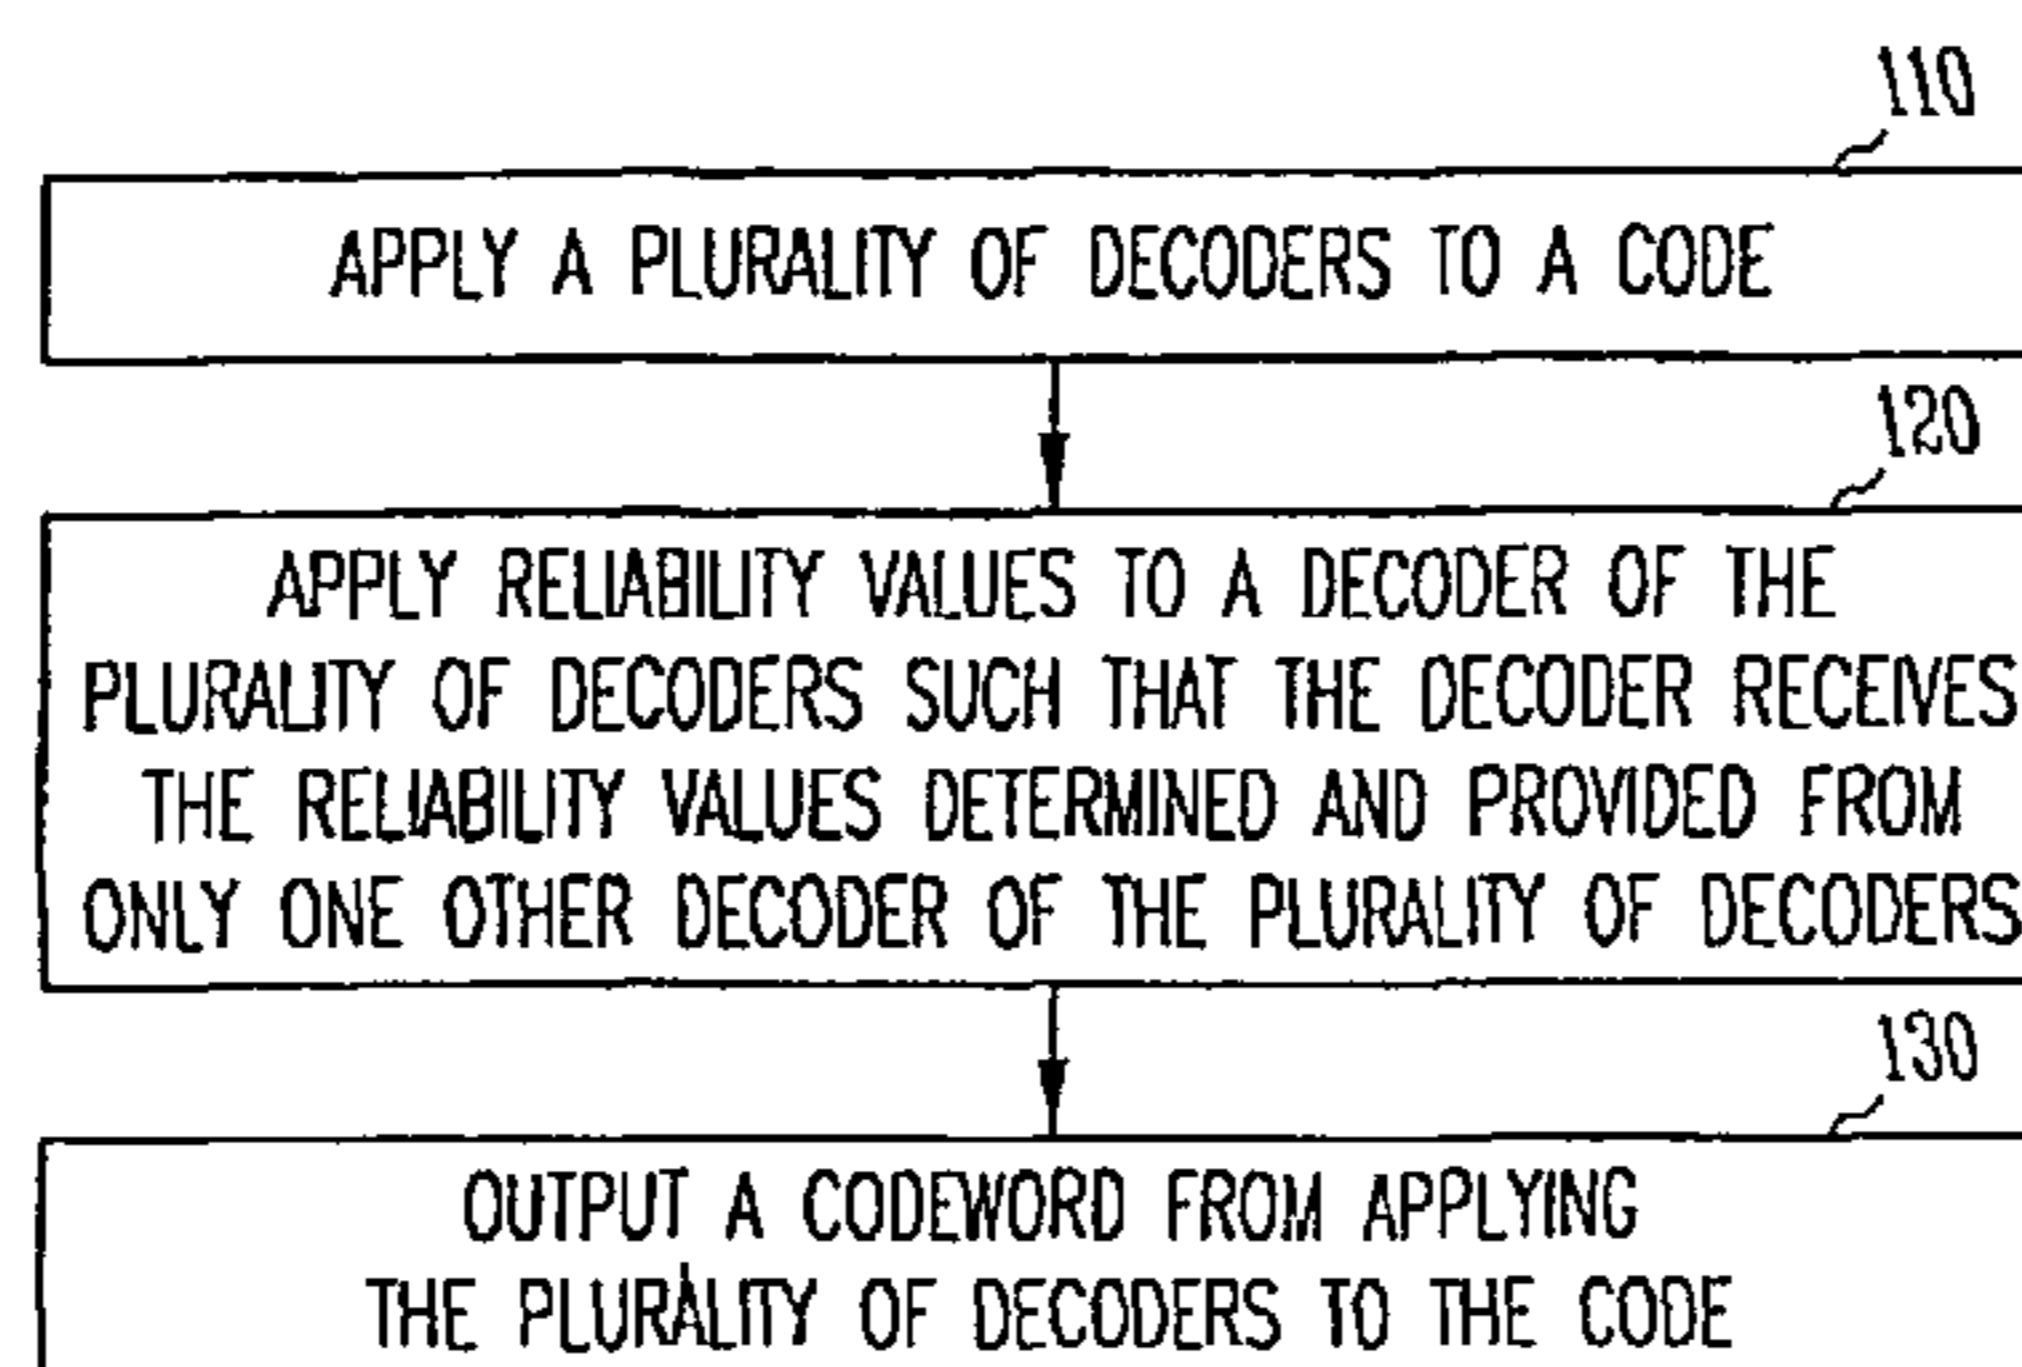 110
APPLY A PLURALITY OF DECODERS TO A CODE
120
APPLY RELIABILITY VALUES TO A DECODER OF THE
PLURALITY OF DECODERS SUCH THAT THE DECODER RECEIVES
THE RELIABILITY VALUES DETERMINED AND PROVIDED FROM
ONLY ONE OTHER DECODER OF THE PLURALITY OF DECODERS
130
OUTPUT A CODEWORD FROM APPLYING
THE PLURALITY OF DECODERS TO THE CODE